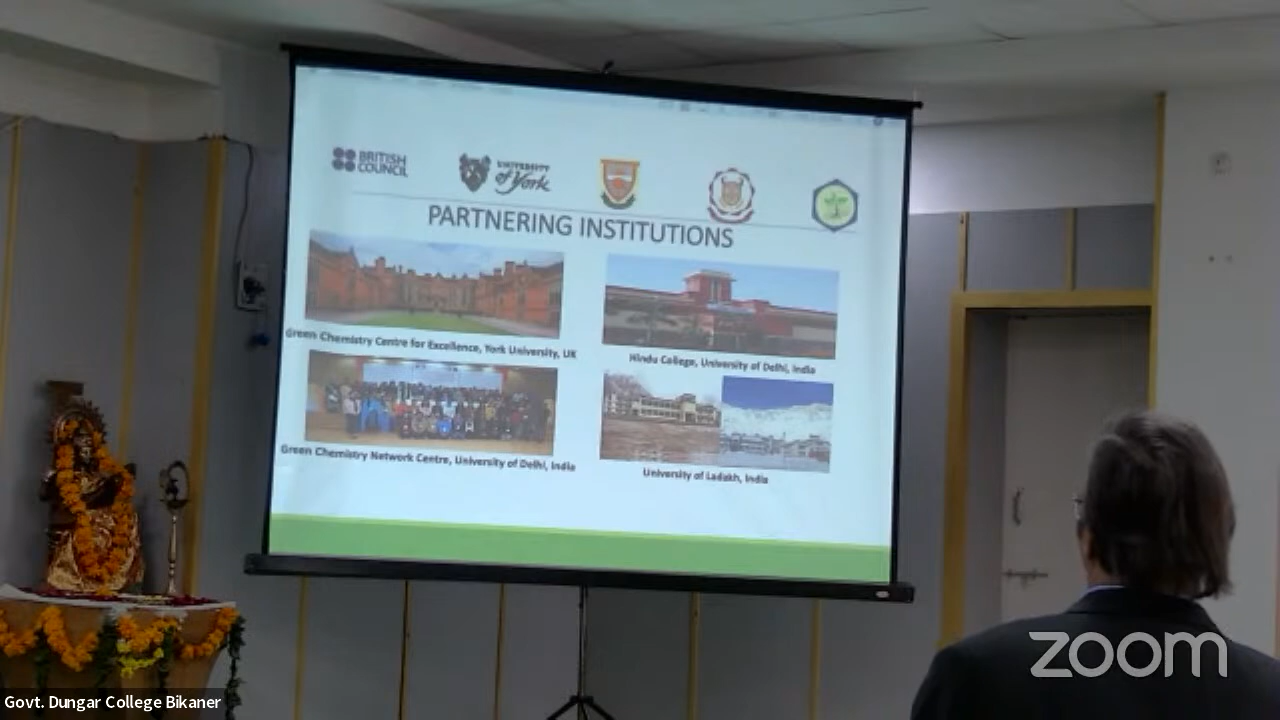 BRITISH
COUNCIL
UNIVERSITY
of York
PARTNERING INSTITUTIONS
Green Chemistry Centre for Excellence, York University, UK
Hindu College, University of Delhi, India
Green Chemistry Network Centre, University of Delhi, India
University of Ladakh, India
zoom
Govt. Dungar College Bikaner